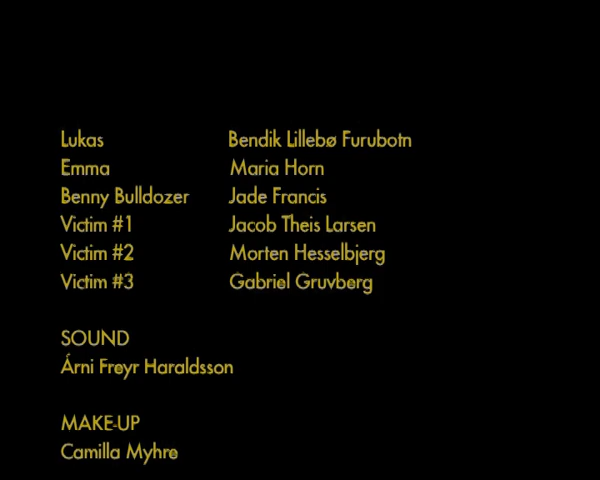 Lukas Bendik Lillebø Furubotn
Emma Maria Horn
Benny Bulldozer Jade Francis
Victim #1 Jacob Theis Larsen
Victim #2 Morten Hesselbjerg
Victim #3 Gabriel Gruvberg
SOUND
Árni Freyr Haraldsson
MAKE-UP
Camilla Myhre